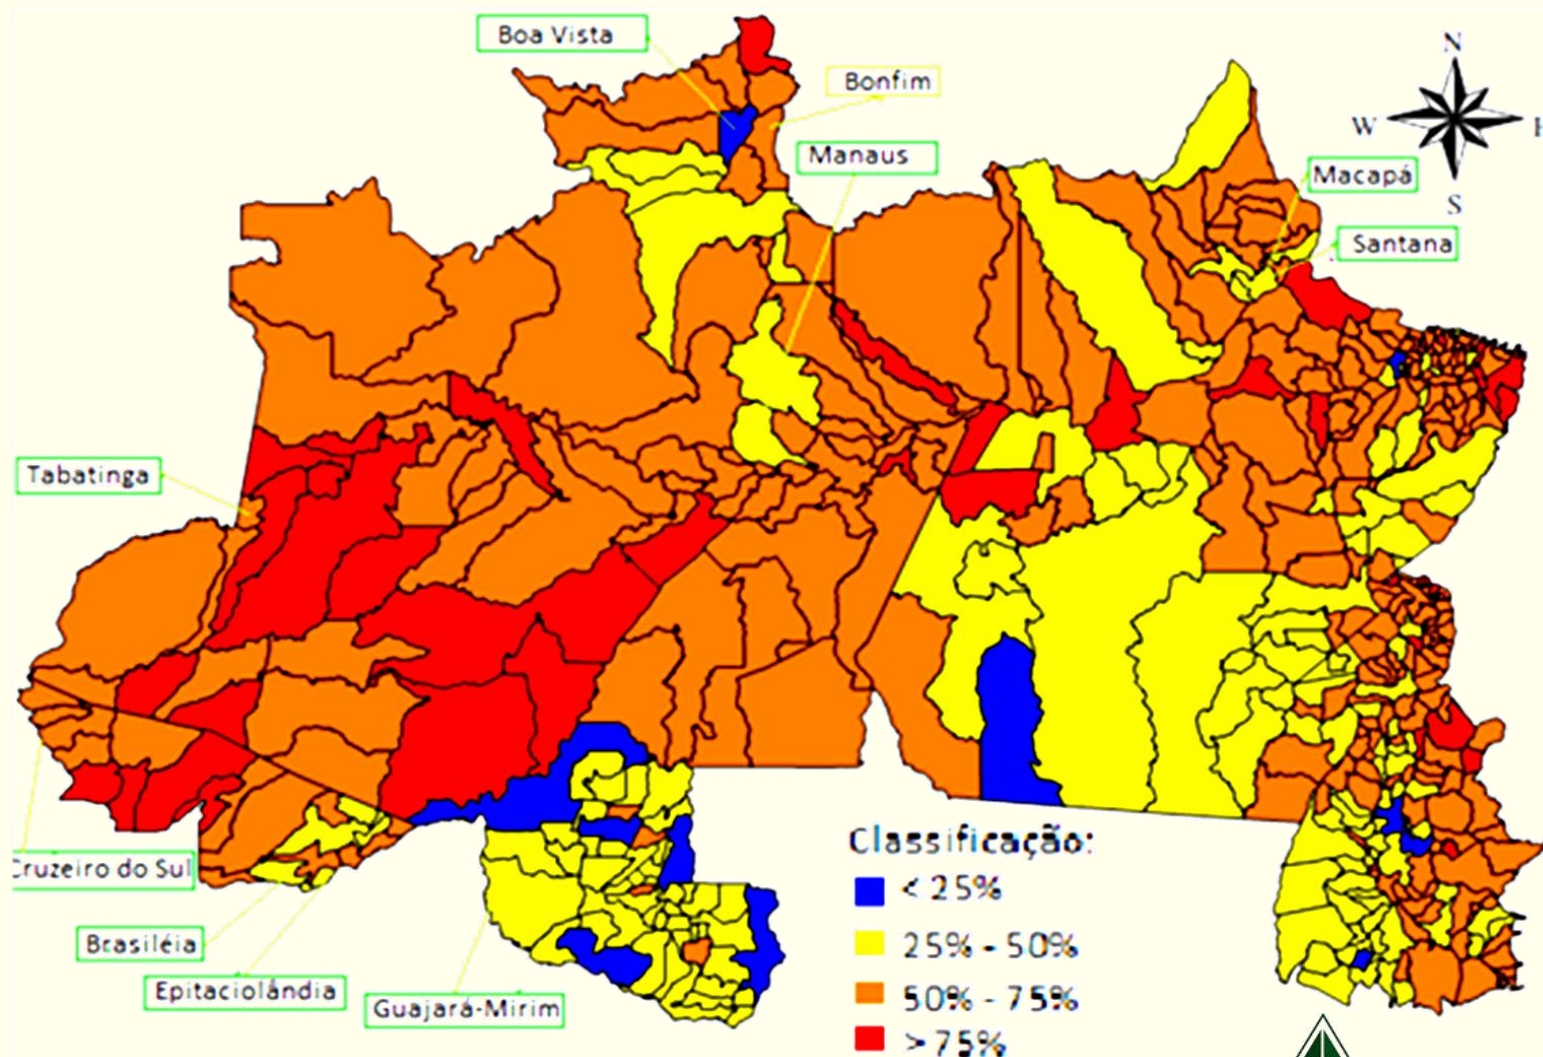 Boa Vista
N
Bonfim
W
Manaus
Macapá
S
Santana
Tabatinga
Classificação:
Cruzeiro do Sul
< 25%
Brasiléia
25% - 50%
Epitaciolândia
50% - 75%
Guajará-Mirim
> 75%